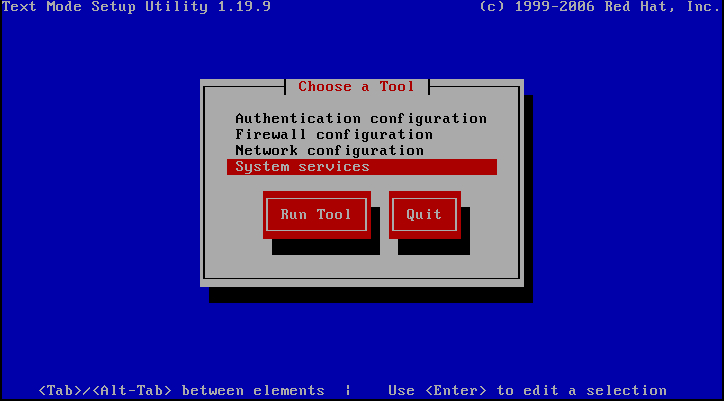 Text Mode Setup Utility 1.19.9 (c) 1999-2006 Red Hat, Inc.
Choose a Tool
Authentication configuration
Firewall configuration
Network configuration
System services
Run Tool Quit
<Tab>/<Alt-Tab> between elements | Use <Enter> to edit a selection